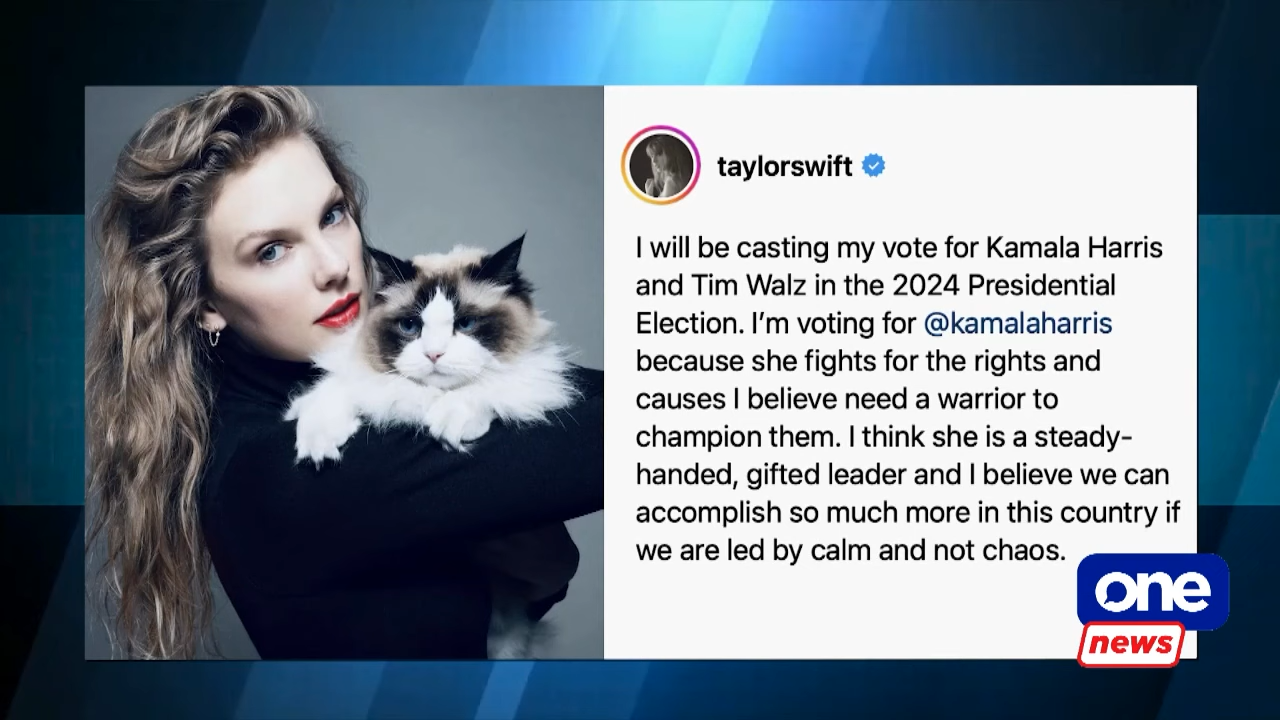 taylorswift
I will be casting my vote for Kamala Harris
and Tim Walz in the 2024 Presidential
Election. I’m voting for @kamalaharris
because she fights for the rights and
causes I believe need a warrior to
champion them. I think she is a steady-
handed, gifted leader and I believe we can
accomplish so much more in this country if
we are led by calm and not chaos.
one
news